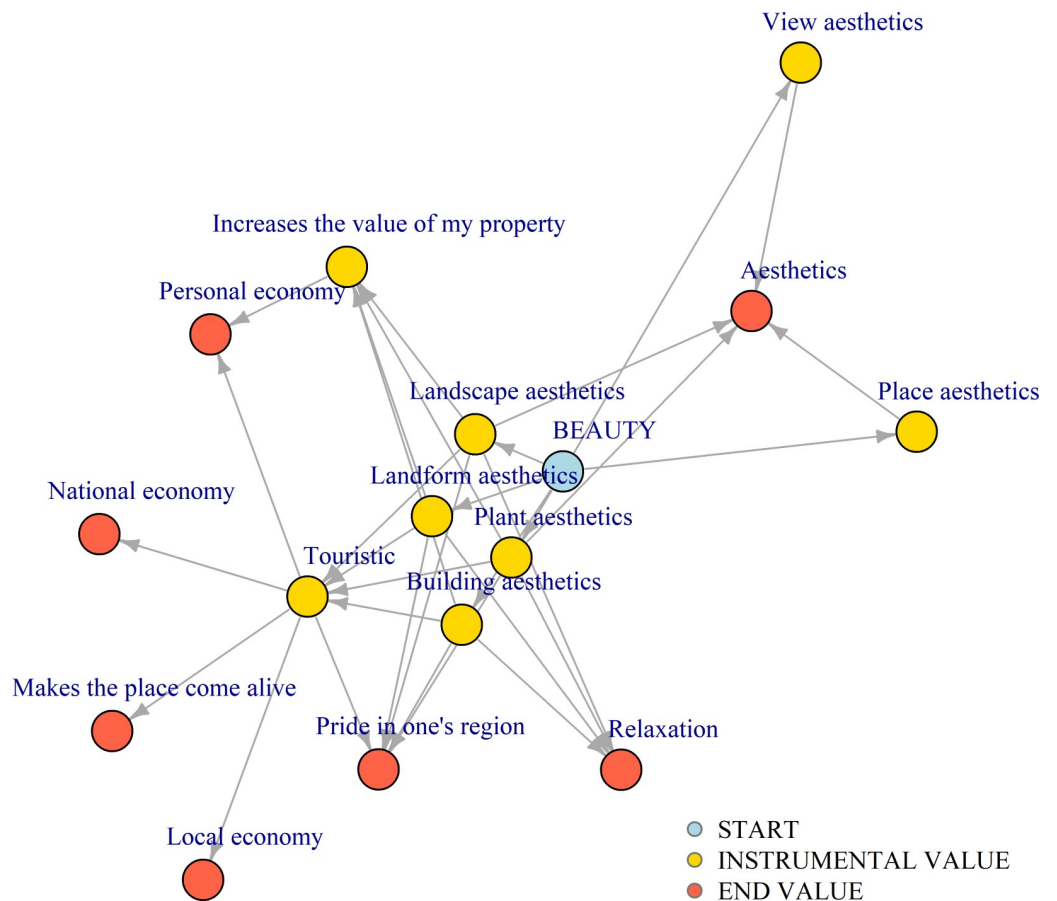 View aesthetics
Increases the value of my property
Aesthetics
Personal economy
Landscape aesthetics
Place aesthetics
BEAUTY
Landform aesthetics
National economy
Plant aesthetics
Touristic
Building aesthetics
Makes the place come alive
Pride in one's region
Relaxation
Local economy
START
INSTRUMENTAL VALUE
END VALUE